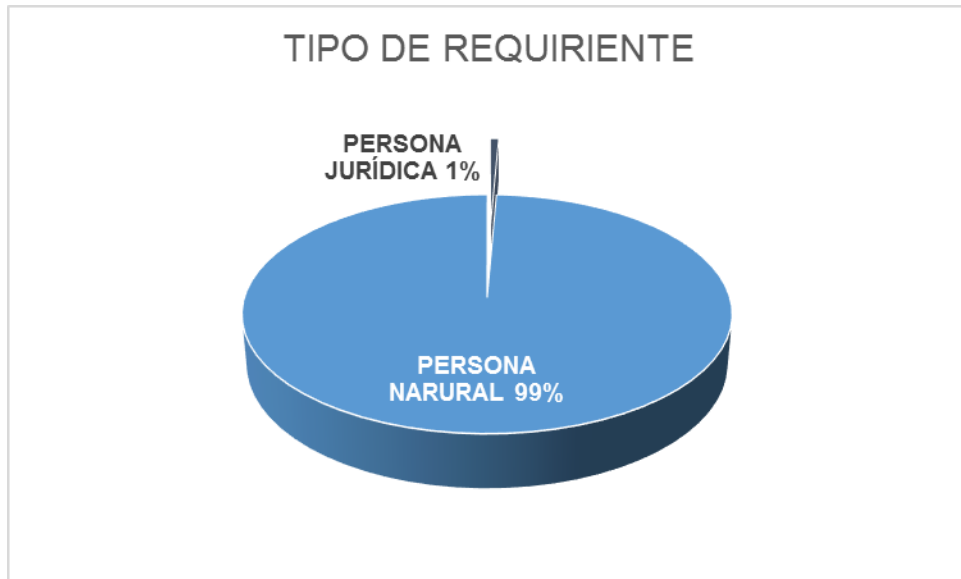 TIPO DE REQUIRIENTE
PERSONA
JURÍDICA 1%
PERSONA
NARURAL 99%